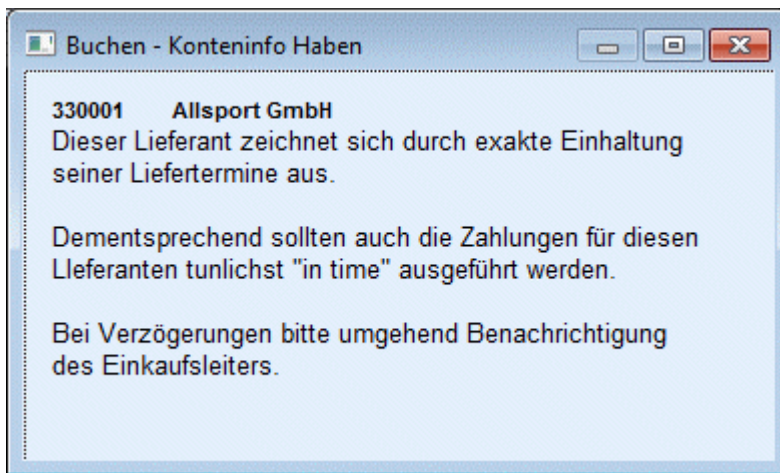 Buchen - Konteninfo Haben
330001 Allsport GmbH
Dieser Lieferant zeichnet sich durch exakte Einhaltung
seiner Liefertermine aus.
Dementsprechend sollten auch die Zahlungen für diesen
LIeferanten tunlichst "in time" ausgeführt werden.
Bei Verzögerungen bitte umgehend Benachrichtigung
des Einkaufsleiters.